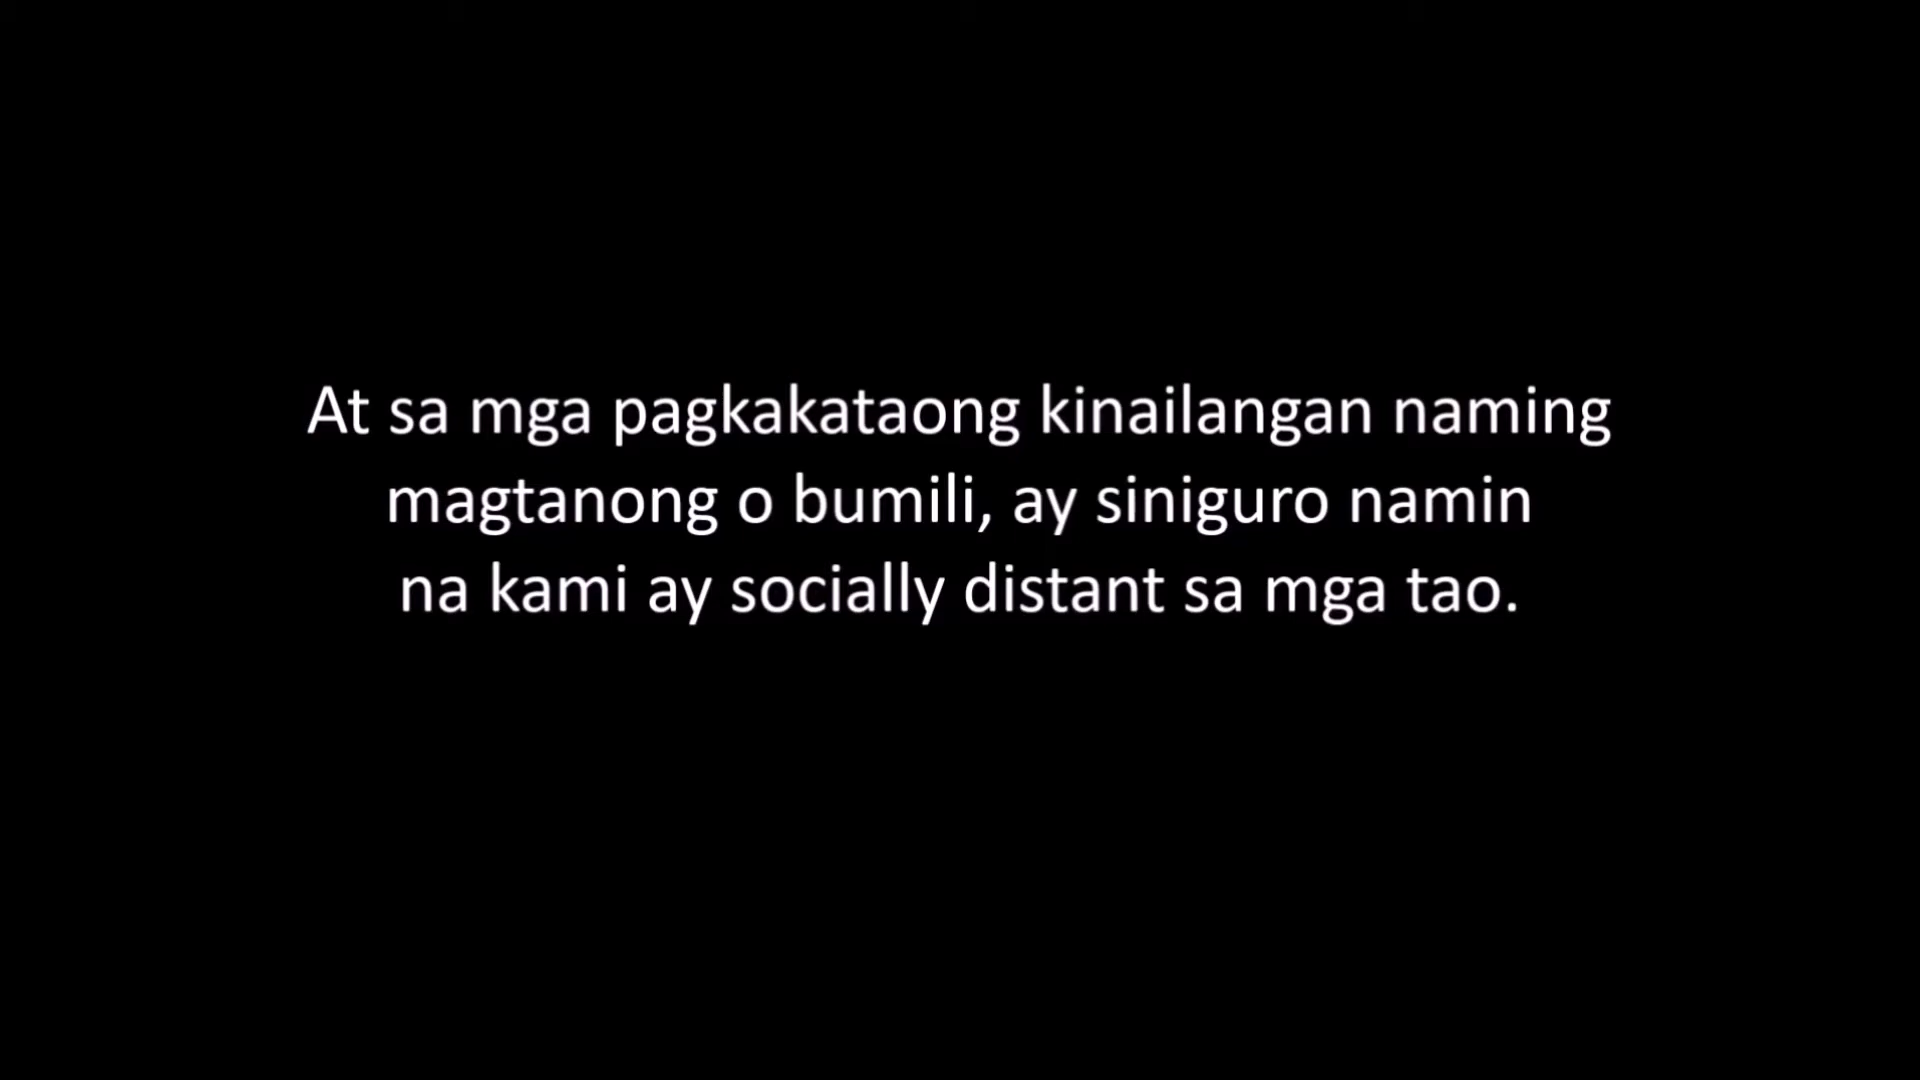 At sa mga pagkakataong kinailangan naming
magtanong o bumili, ay siniguro namin
na kami ay socially distant sa mga tao.